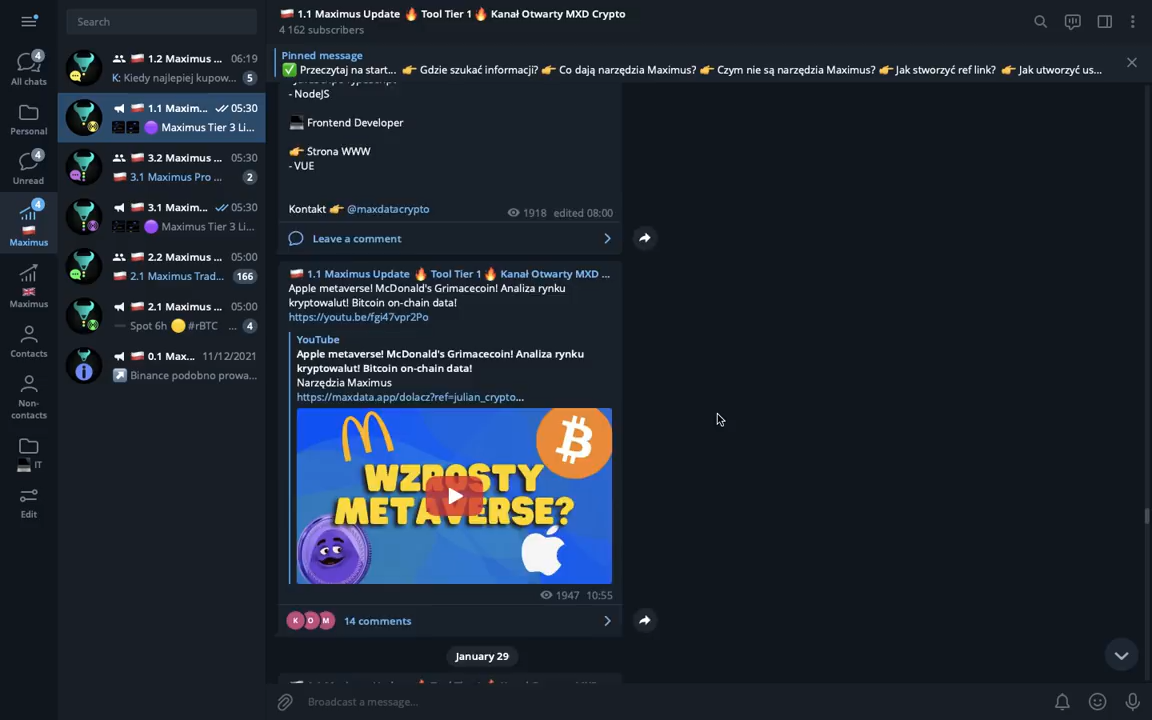 Search
🇵🇱 1.1 Maximus Update 🔥 Tool Tier 1 🔥 Kanał Otwarty MXD Crypto
4 162 subscribers
Pinned message
✅ Przeczytaj na start... 👉 Gdzie szukać informacji? 👉 Co dają narzędzia Maximus? 👉 Czym nie są narzędzia Maximus? 👉 Jak stworzyć ref link? 👉 Jak utworzyć us...
4
All chats
Personal
4
Unread
4
Maximus
Maximus
Contacts
Non-
contacts
IT
Edit
🇵🇱 1.2 Maximus ... 06:19
K: Kiedy najlepiej kupow... 5
🇵🇱 1.1 Maxim... 05:30
🟣 Maximus Tier 3 Li...
🇵🇱 3.2 Maximus ... 05:30
🇵🇱 3.1 Maximus Pro ... 2
🇵🇱 3.1 Maxim... 05:30
🟣 Maximus Tier 3 Li...
🇵🇱 2.2 Maximus ... 05:00
🇵🇱 2.1 Maximus Trad... 166
🇵🇱 2.1 Maximus ... 05:00
Spot 6h 🟡 #rBTC ... 4
🇵🇱 0.1 Max... 11/12/2021
↗️ Binance podobno prowa...
- NodeJS
💻 Frontend Developer
👉 Strona WWW
- VUE
Kontakt 👉 @maxdatacrypto
1918 edited 08:00
Leave a comment
🇵🇱 1.1 Maximus Update 🔥 Tool Tier 1 🔥 Kanał Otwarty MXD ...
Apple metaverse! McDonald's Grimacecoin! Analiza rynku
kryptowalut! Bitcoin on-chain data!
https://youtu.be/fgi47vpr2Po
YouTube
Apple metaverse! McDonald's Grimacecoin! Analiza rynku
kryptowalut! Bitcoin on-chain data!
Narzędzia Maximus
https://maxdata.app/dolacz?ref=julian_crypto...
WZROSTY
METAVERSE?
1947 10:55
K O M 14 comments
January 29
Broadcast a message...